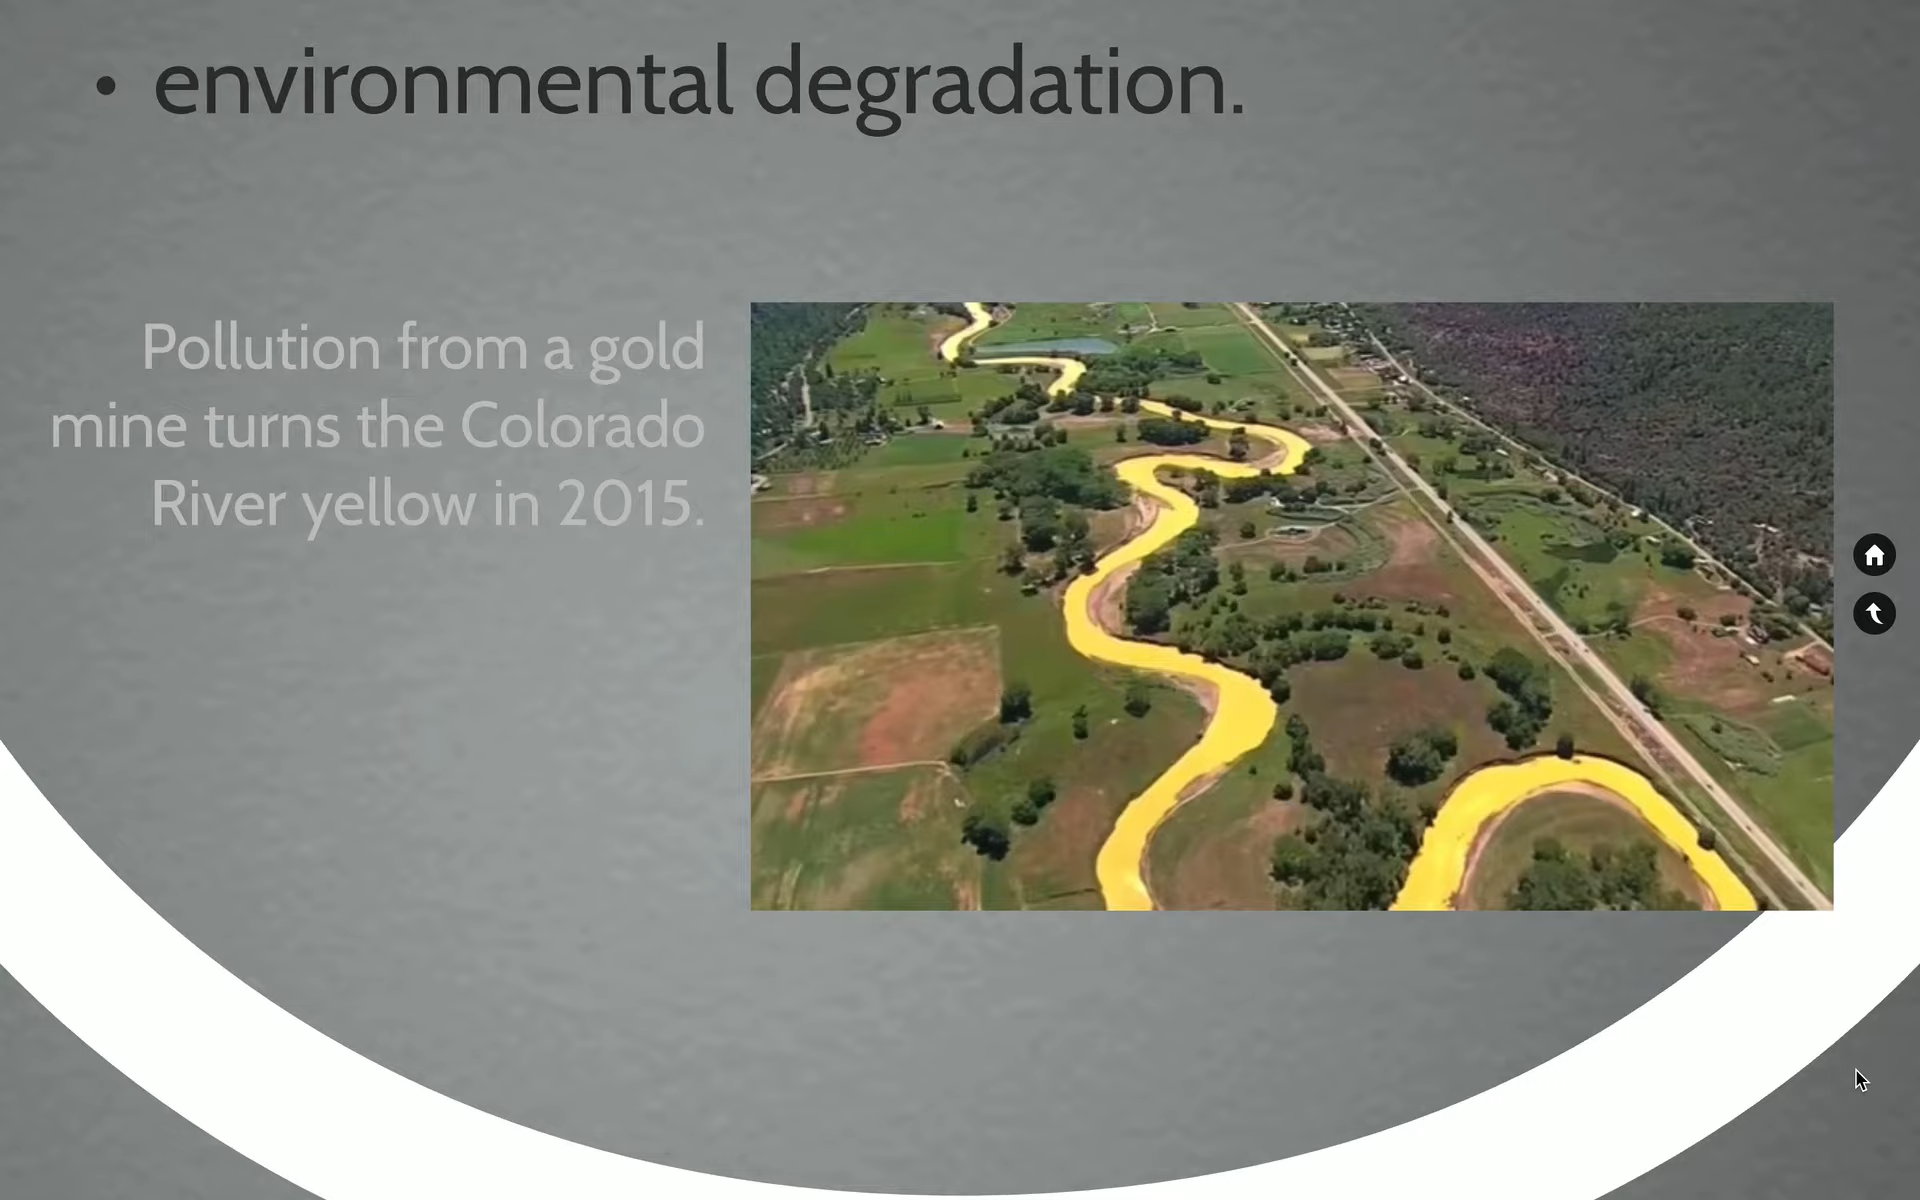 • environmental degradation.
Pollution from a gold
mine turns the Colorado
River yellow in 2015.